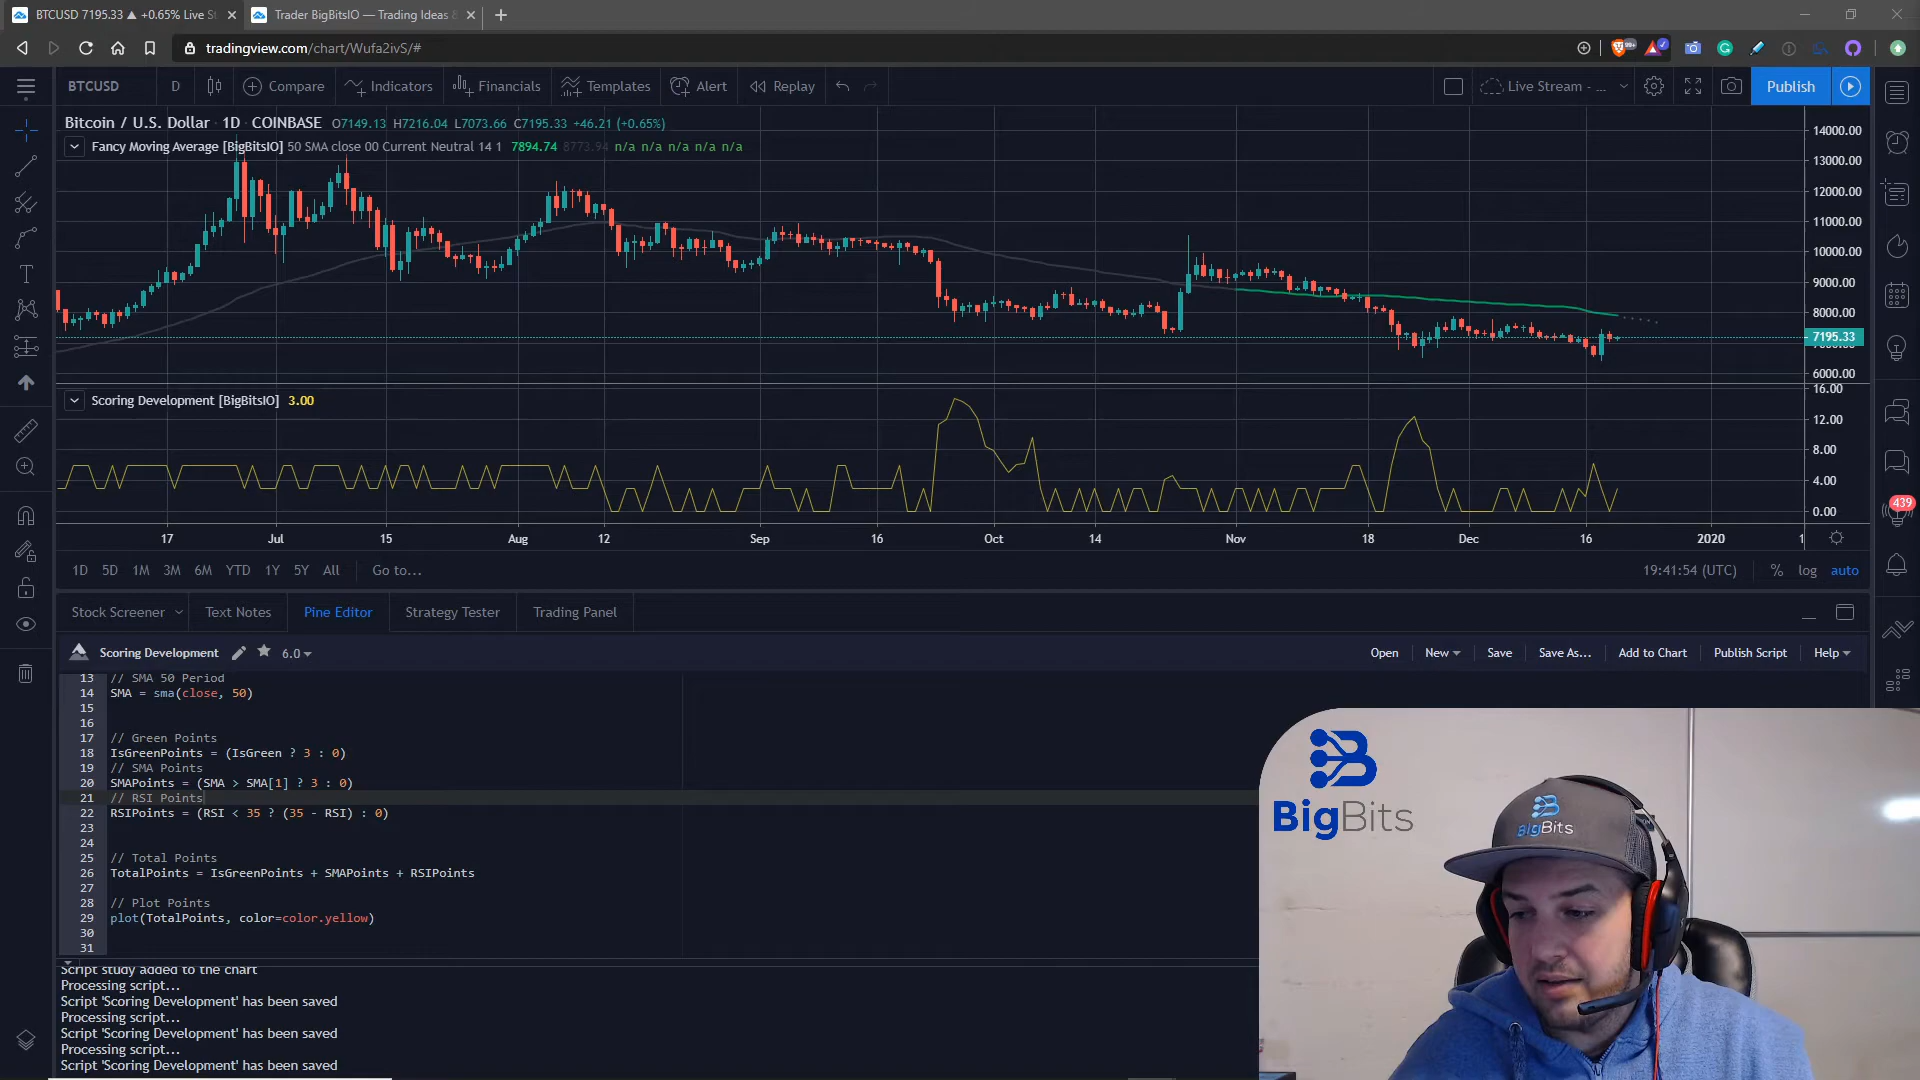 BTCUSD 7195.33 ▲ +0.65% Live St
Trader BigBitsIO — Trading Ideas &
tradingview.com/chart/Wufa2ivS/#
99+
BTCUSD D Compare Indicators Financials Templates Alert Replay Live Stream - ... Publish
Bitcoin / U.S. Dollar · 1D · COINBASE O7149.13 H7216.04 L7073.66 C7195.33 +46.21 (+0.65%)
Fancy Moving Average [BigBitsIO] 50 SMA close 00 Current Neutral 14 1 7894.74 8773.94 n/a n/a n/a n/a n/a
14000.00
13000.00
12000.00
11000.00
10000.00
9000.00
8000.00
7195.33
6000.00
Scoring Development [BigBitsIO] 3.00
16.00
12.00
8.00
4.00
0.00
439
17 Jul 15 Aug 12 Sep 16 Oct 14 Nov 18 Dec 16 2020 1
1D 5D 1M 3M 6M YTD 1Y 5Y All Go to... 19:41:54 (UTC) % log auto
Stock Screener Text Notes Pine Editor Strategy Tester Trading Panel
Scoring Development 6.0 Open New Save Save As... Add to Chart Publish Script Help
13 // SMA 50 Period
14 SMA = sma(close, 50)
15
16
17 // Green Points
18 IsGreenPoints = (IsGreen ? 3 : 0)
19 // SMA Points
20 SMAPoints = (SMA > SMA[1] ? 3 : 0)
21 // RSI Points
22 RSIPoints = (RSI < 35 ? (35 - RSI) : 0)
23
24
25 // Total Points
26 TotalPoints = IsGreenPoints + SMAPoints + RSIPoints
27
28 // Plot Points
29 plot(TotalPoints, color=color.yellow)
30
31
Script study added to the chart
Processing script...
Script 'Scoring Development' has been saved
Processing script...
Script 'Scoring Development' has been saved
Processing script...
Script 'Scoring Development' has been saved
BigBits
BigBits